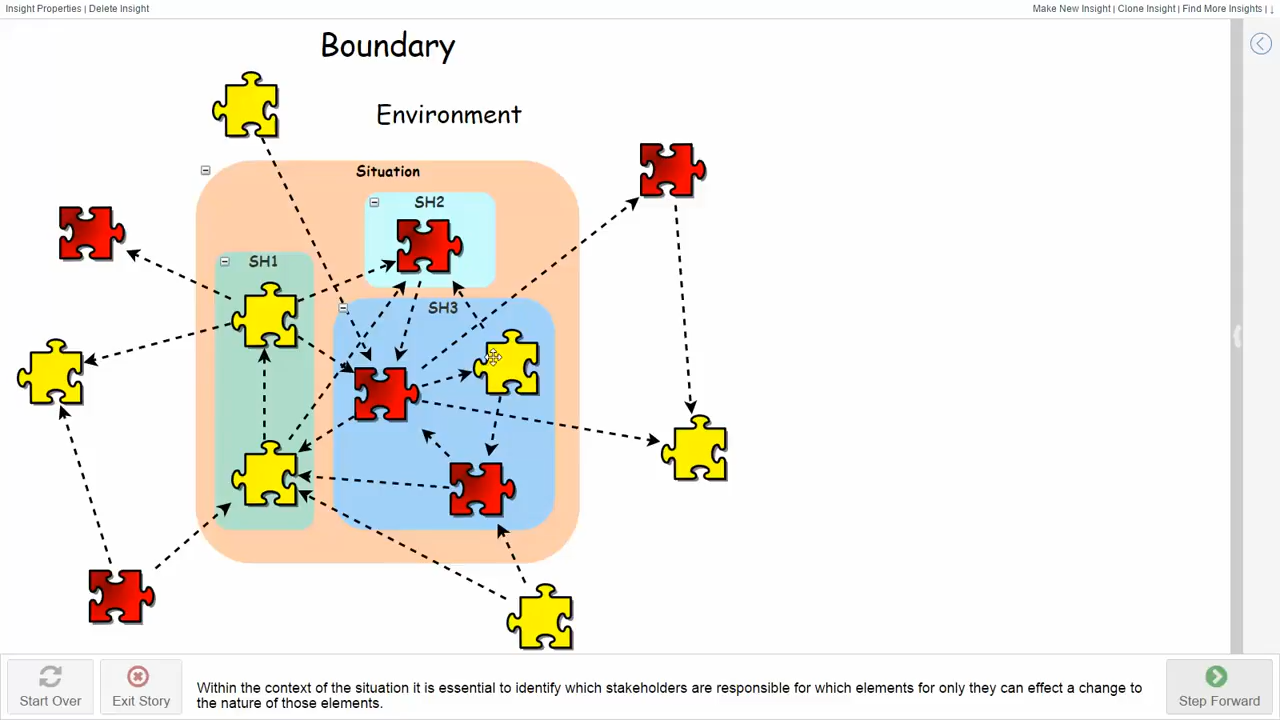 Insight Properties | Delete Insight
Make New Insight | Clone Insight | Find More Insights | ↓
Boundary
Environment
Situation
SH2
SH1
SH3
Start Over
Exit Story
Within the context of the situation it is essential to identify which stakeholders are responsible for which elements for only they can effect a change to
the nature of those elements.
Step Forward